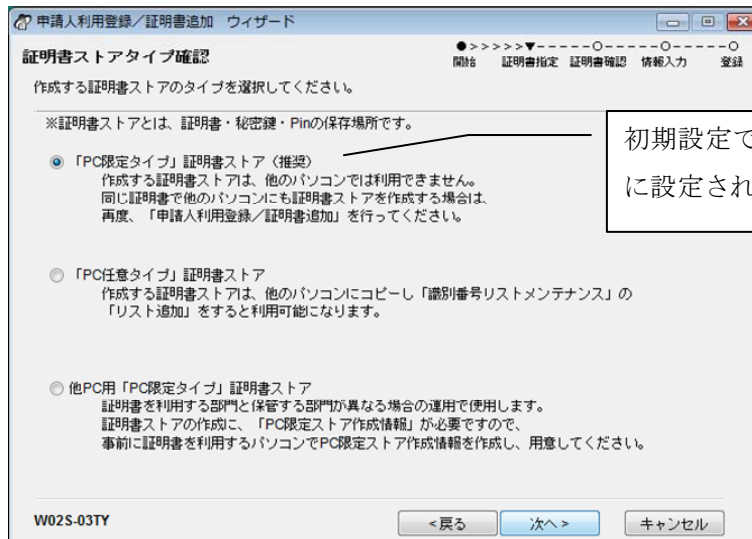 申請人利用登録／証明書追加　ウィザード
証明書ストアタイプ確認
●>>>>>▼-----○-----○-----○
開始　証明書指定　証明書確認　情報入力　登録
作成する証明書ストアのタイプを選択してください。
※証明書ストアとは、証明書・秘密鍵・Pinの保存場所です。
初期設定で
に設定され
「PC限定タイプ」証明書ストア（推奨）
作成する証明書ストアは、他のパソコンでは利用できません。
同じ証明書で他のパソコンにも証明書ストアを作成する場合は、
再度、「申請人利用登録／証明書追加」を行ってください。
「PC任意タイプ」証明書ストア
作成する証明書ストアは、他のパソコンにコピーし「識別番号リストメンテナンス」の
「リスト追加」をすると利用可能になります。
他PC用「PC限定タイプ」証明書ストア
証明書を利用する部門と保管する部門が異なる場合の運用で使用します。
証明書ストアの作成に、「PC限定ストア作成情報」が必要ですので、
事前に証明書を利用するパソコンでPC限定ストア作成情報を作成し、用意してください。
W02S-03TY
<戻る
次へ>
キャンセル